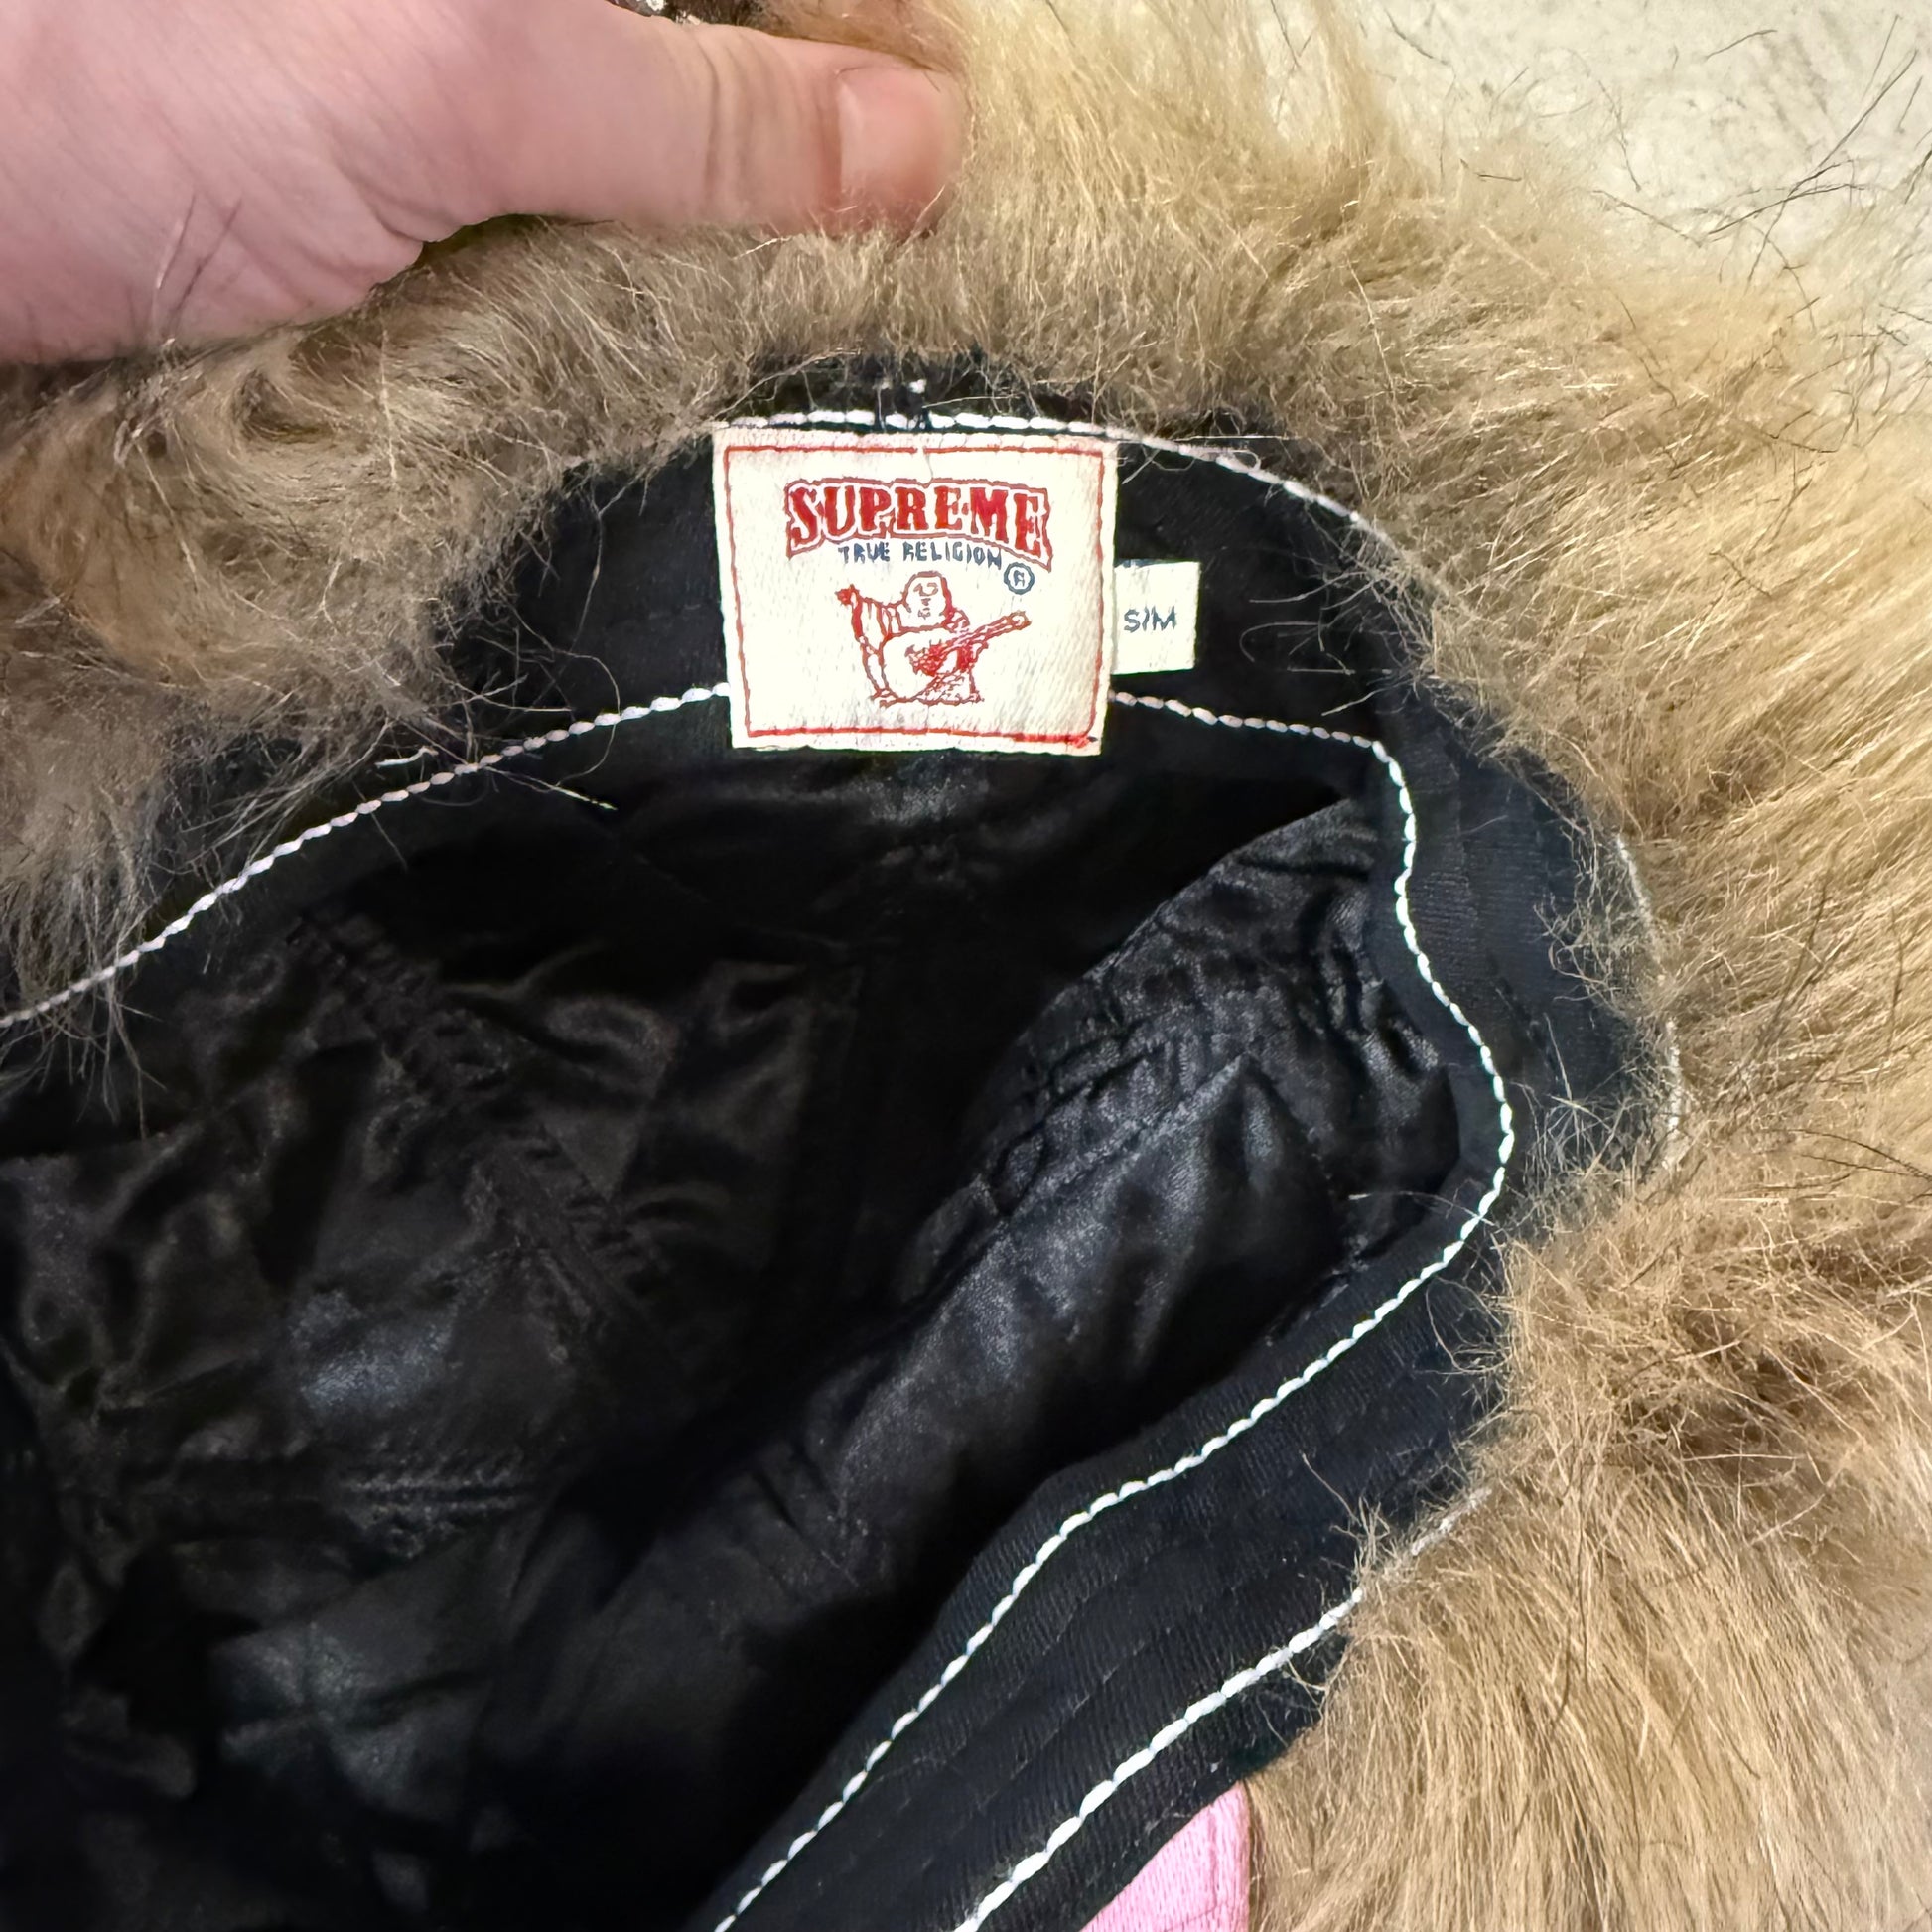 SUPREME
TRUE RELIGION
®
S/M